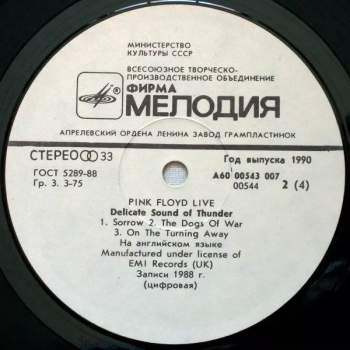 МИНИСТЕРСТВО
КУЛЬТУРЫ СССР
ВСЕСОЮЗНОЕ ТВОРЧЕСКО-
ПРОИЗВОДСТВЕННОЕ ОБЪЕДИНЕНИЕ
ФИРМА
МЕЛОДИЯ
АПРЕЛЕВСКИЙ ОРДЕНА ЛЕНИНА ЗАВОД ГРАМПЛАСТИНОК
СТЕРЕО 33
Год выпуска 1990
ГОСТ 5289-88
А60 00543 007
Гр. 3. 3-75
00544 2 (4)
PINK FLOYD LIVE
Delicate Sound of Thunder
1. Sorrow 2. The Dogs Of War
3. On The Turning Away
На английском языке
Manufactured under license of
EMI Records (UK)
Записи 1988 г.
(цифровая)